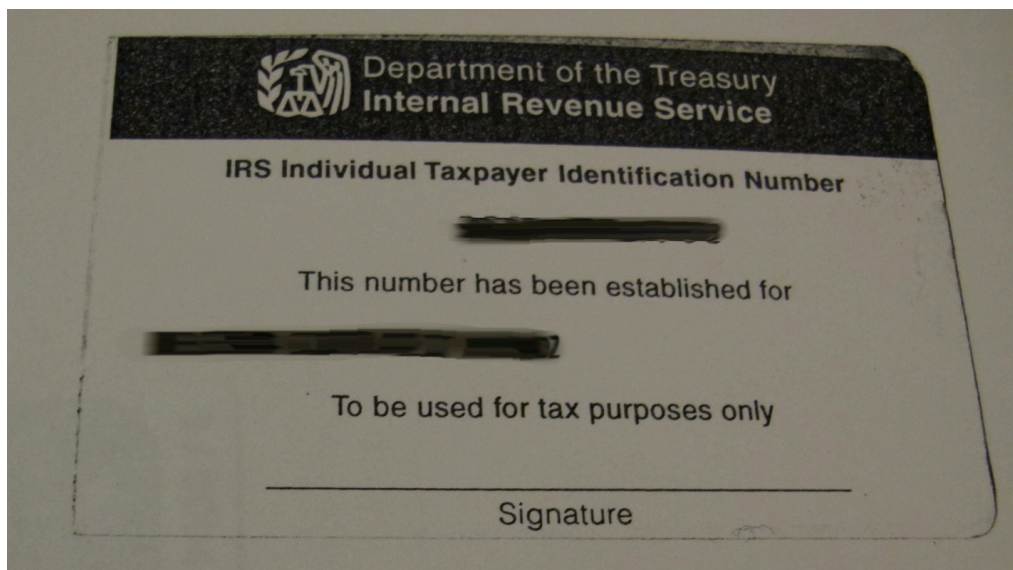 Department of the Treasury
Internal Revenue Service
IRS Individual Taxpayer Identification Number
This number has been established for
To be used for tax purposes only
Signature